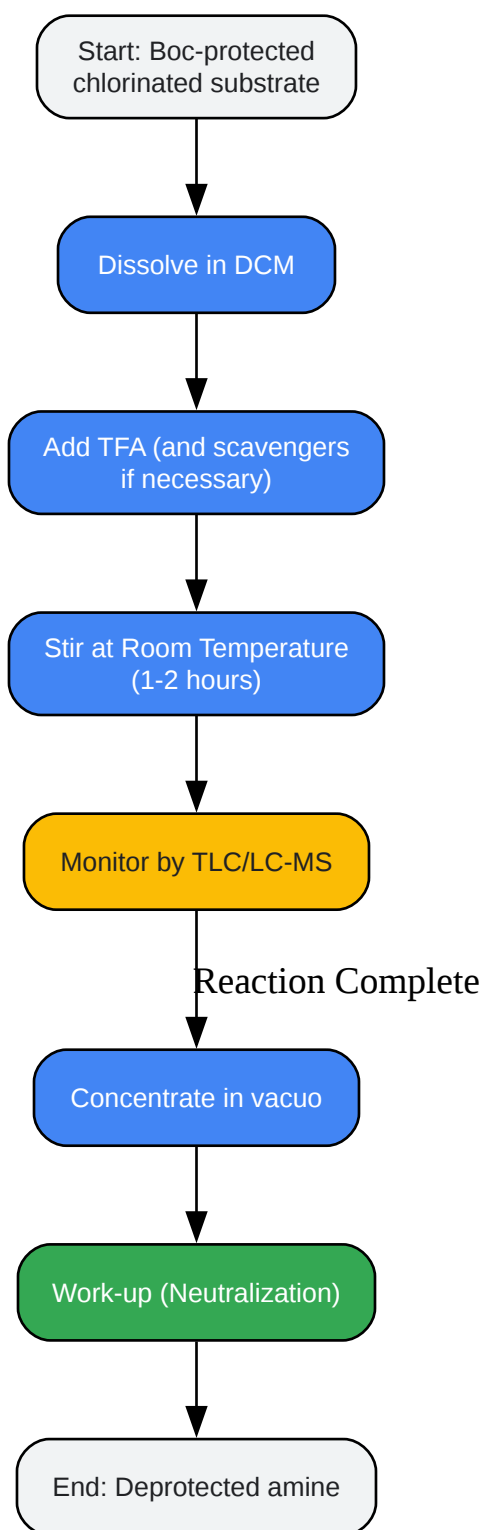 Start: Boc-protected
chlorinated substrate
Dissolve in DCM
Add TFA (and scavengers
if necessary)
Stir at Room Temperature
(1-2 hours)
Monitor by TLC/LC-MS
Reaction Complete
Concentrate in vacuo
Work-up (Neutralization)
End: Deprotected amine